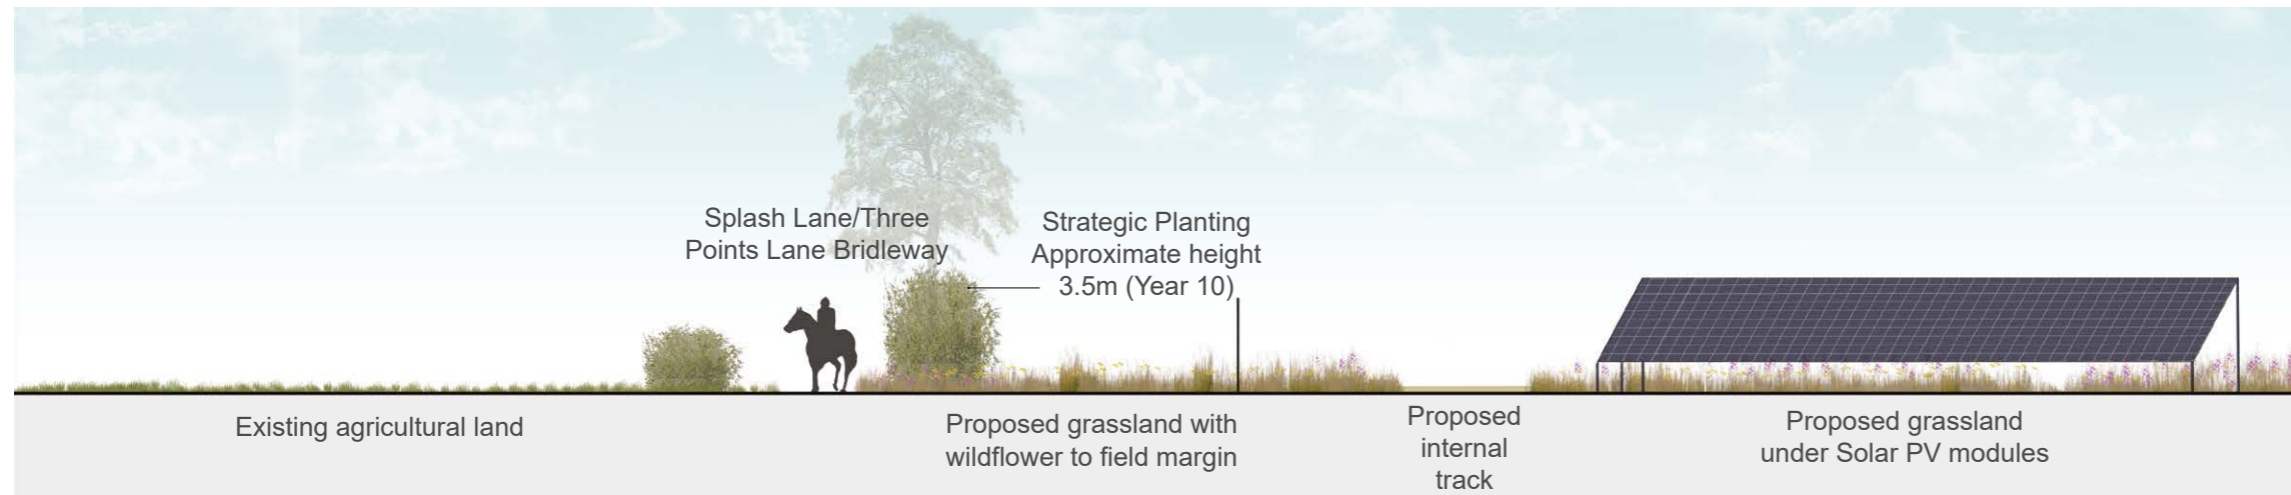 Splash Lane/Three
Points Lane Bridleway
Strategic Planting
Approximate height
3.5m (Year 10)
Existing agricultural land
Proposed grassland with
wildflower to field margin
Proposed
internal
track
Proposed grassland
under Solar PV modules